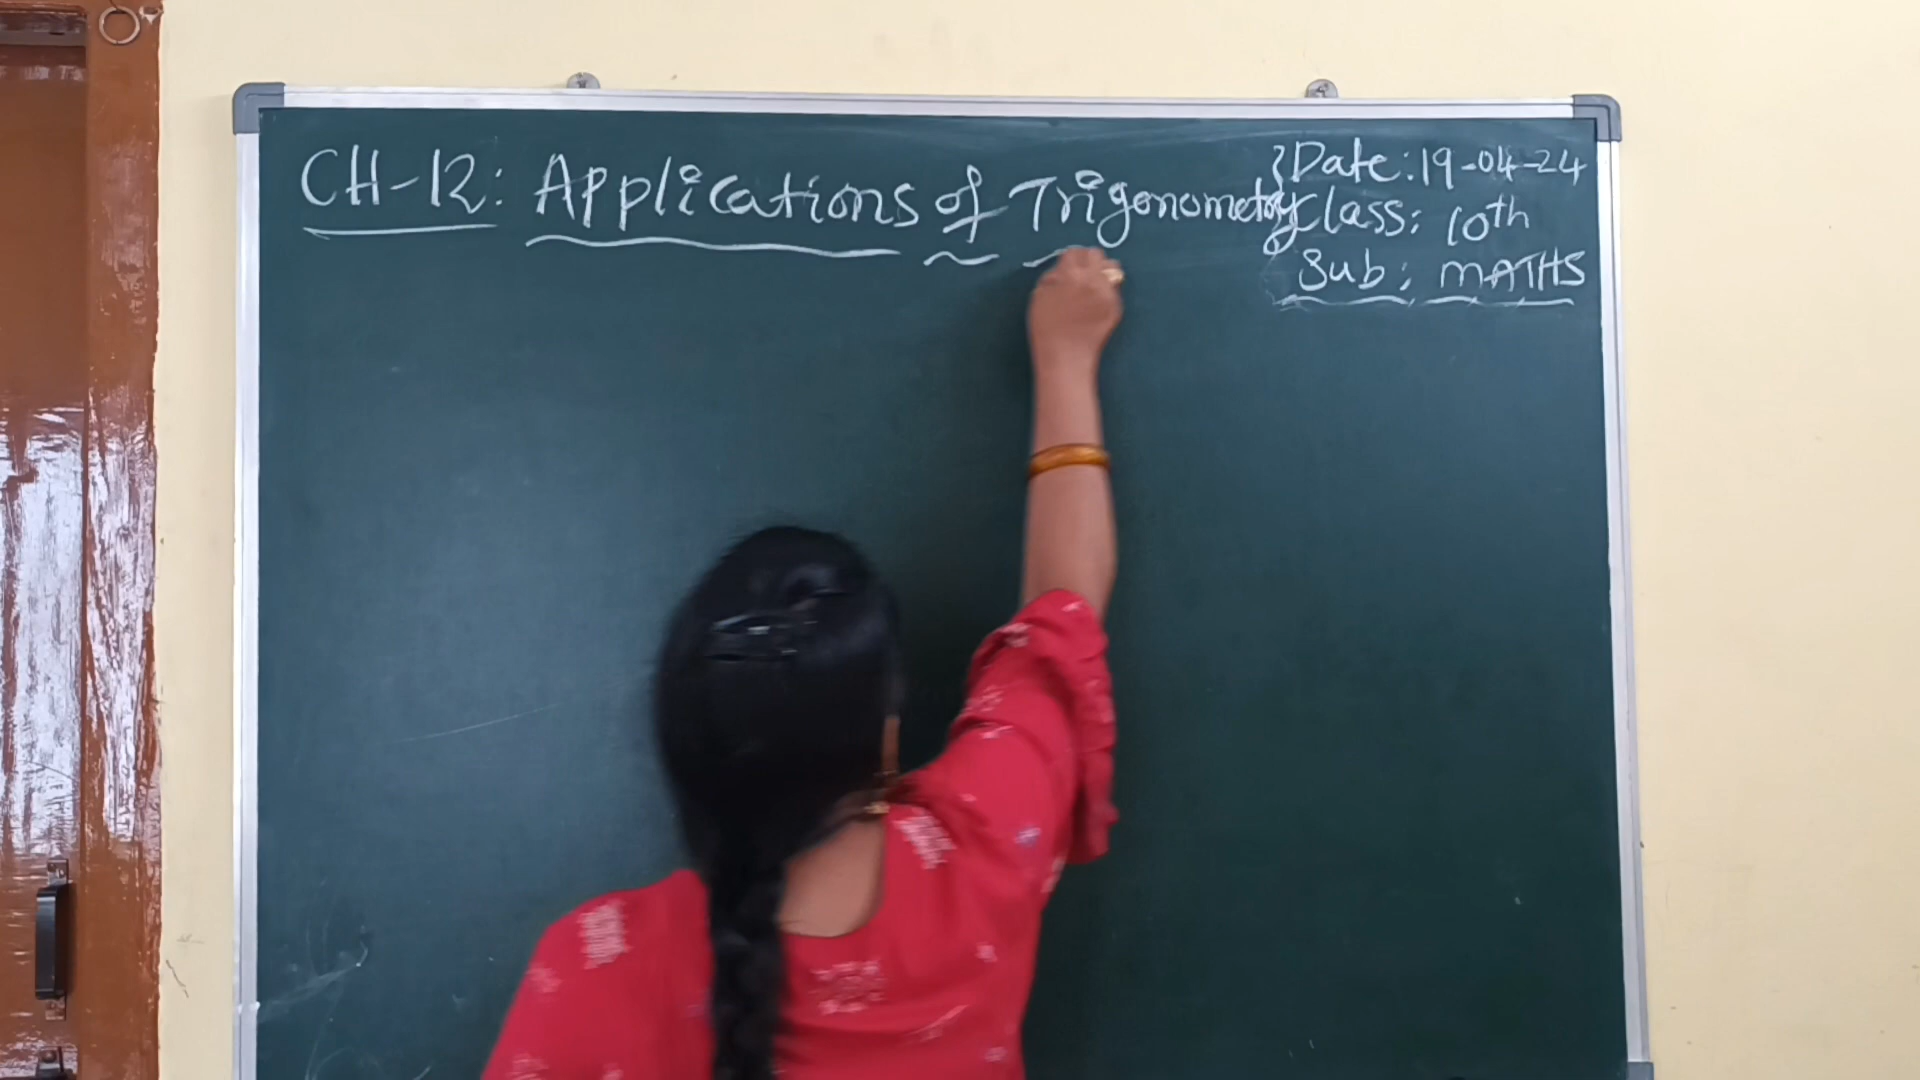 CH-12: Applications of Trigonometry
Date: 19-04-24
Class: 10th
Sub: MATHS